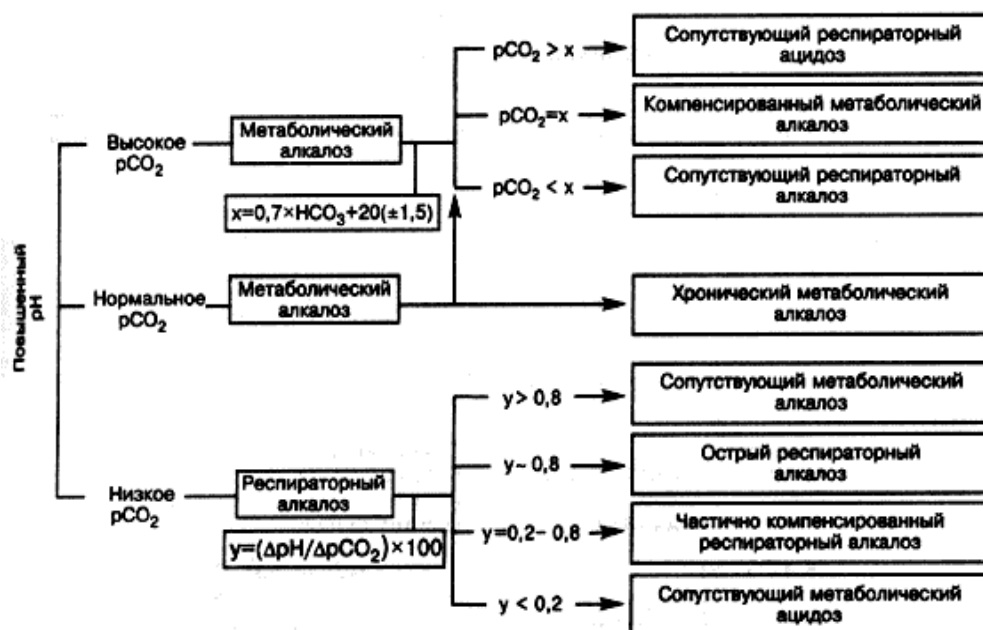 Повышенный
pH
Высокое
pCO₂
Метаболический
алкалоз
x=0,7×HCO₃+20(±1,5)
pCO₂ > x
Сопутствующий респираторный
ацидоз
pCO₂=x
Компенсированный метаболический
алкалоз
pCO₂ < x
Сопутствующий респираторный
алкалоз
Нормальное
pCO₂
Метаболический
алкалоз
Хронический метаболический
алкалоз
Низкое
pCO₂
Респираторный
алкалоз
y=(ΔpH/ΔpCO₂)×100
y> 0,8
Сопутствующий метаболический
алкалоз
y~ 0,8
Острый респираторный
алкалоз
y=0,2– 0,8
Частично компенсированный
респираторный алкалоз
y < 0,2
Сопутствующий метаболический
ацидоз